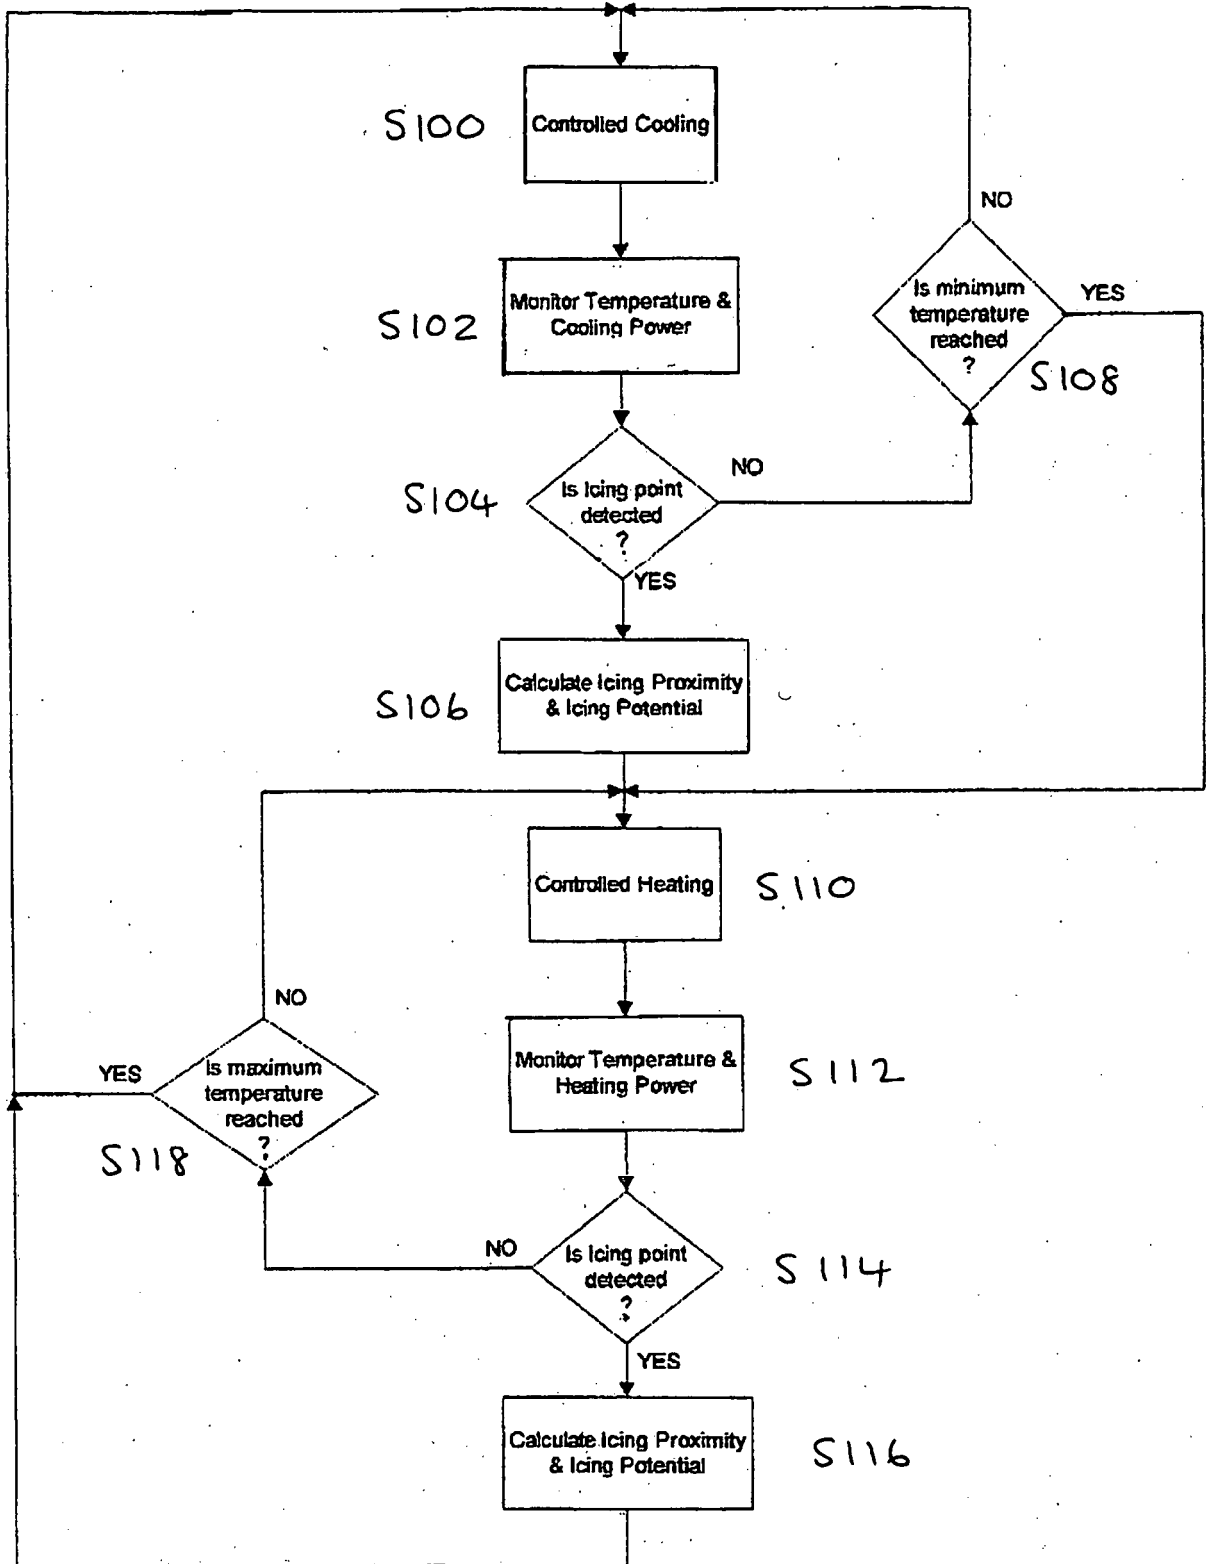 S100
Controlled Cooling
NO
S102
Monitor Temperature &
Cooling Power
Is minimum
temperature
reached
?
YES
S108
S104
Is Icing point
detected
?
NO
YES
S106
Calculate Icing Proximity
& Icing Potential
Controlled Heating
S110
NO
YES
Is maximum
temperature
reached
?
S118
Monitor Temperature &
Heating Power
S112
NO
Is Icing point
detected
?
S114
YES
Calculate Icing Proximity
& Icing Potential
S116